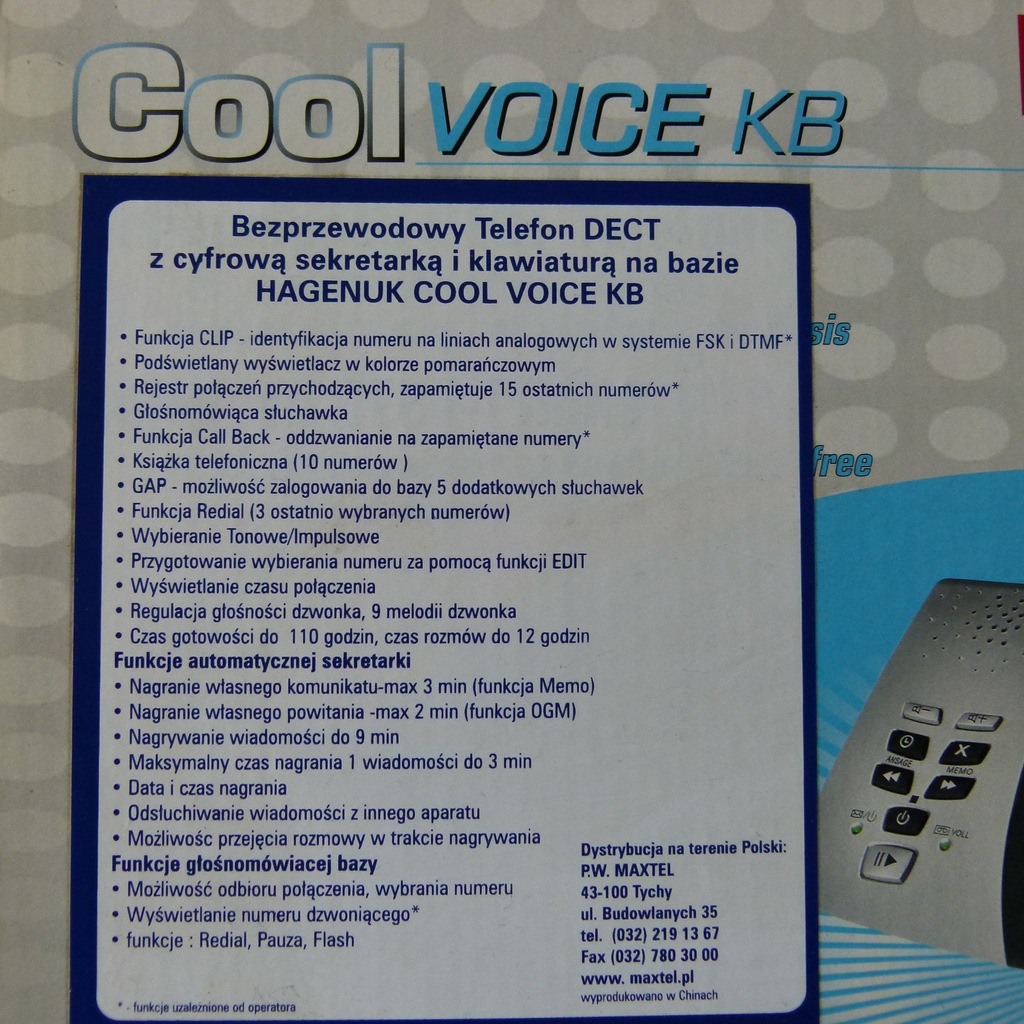 Cool VOICE KB
Bezprzewodowy Telefon DECT
z cyfrową sekretarką i klawiaturą na bazie
HAGENUK COOL VOICE KB
• Funkcja CLIP - identyfikacja numeru na liniach analogowych w systemie FSK i DTMF*
• Podświetlany wyświetlacz w kolorze pomarańczowym
• Rejestr połączeń przychodzących, zapamiętuje 15 ostatnich numerów*
• Głośnomówiąca słuchawka
• Funkcja Call Back - oddzwanianie na zapamiętane numery*
• Książka telefoniczna (10 numerów )
• GAP - możliwość zalogowania do bazy 5 dodatkowych słuchawek
• Funkcja Redial (3 ostatnio wybranych numerów)
• Wybieranie Tonowe/Impulsowe
• Przygotowanie wybierania numeru za pomocą funkcji EDIT
• Wyświetlanie czasu połączenia
• Regulacja głośności dzwonka, 9 melodii dzwonka
• Czas gotowości do 110 godzin, czas rozmów do 12 godzin
Funkcje automatycznej sekretarki
• Nagranie własnego komunikatu-max 3 min (funkcja Memo)
• Nagranie własnego powitania -max 2 min (funkcja OGM)
• Nagrywanie wiadomości do 9 min
• Maksymalny czas nagrania 1 wiadomości do 3 min
• Data i czas nagrania
• Odsłuchiwanie wiadomości z innego aparatu
• Możliwośc przejęcia rozmowy w trakcie nagrywania
Funkcje głośnomówiacej bazy
• Możliwość odbioru połączenia, wybrania numeru
• Wyświetlanie numeru dzwoniącego*
• funkcje : Redial, Pauza, Flash
* - funkcje uzależnione od operatora
Dystrybucja na terenie Polski:
P.W. MAXTEL
43-100 Tychy
ul. Budowlanych 35
tel. (032) 219 13 67
Fax (032) 780 30 00
www. maxtel.pl
wyprodukowano w Chinach
sis
free
ANSAGE
MEMO
VOLL